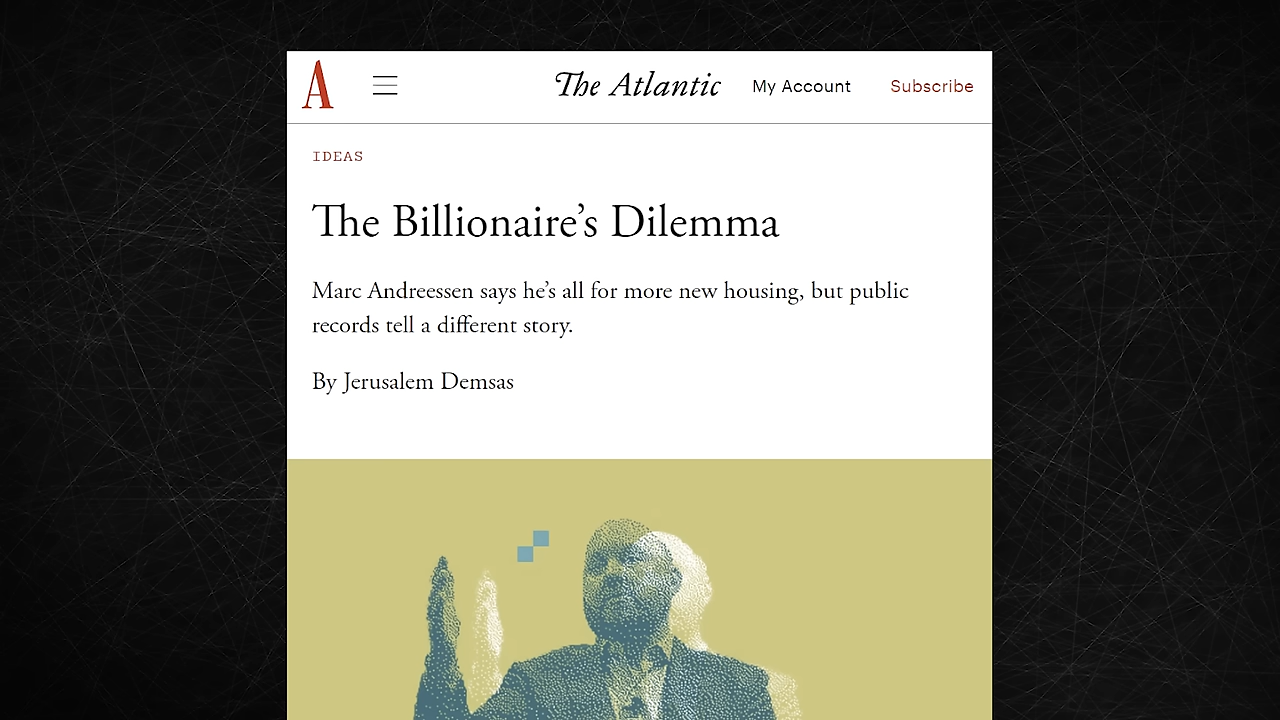 A
The Atlantic
My Account
Subscribe
IDEAS
The Billionaire’s Dilemma
Marc Andreessen says he’s all for more new housing, but public
records tell a different story.
By Jerusalem Demsas